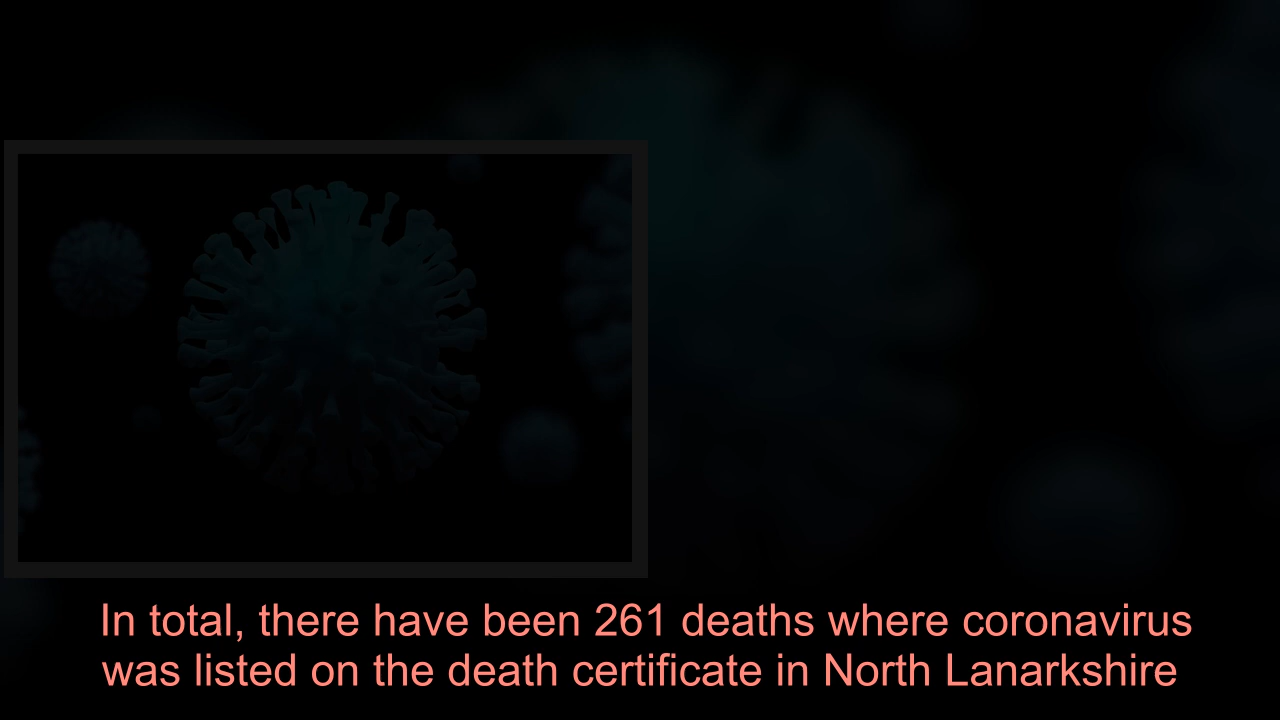 In total, there have been 261 deaths where coronavirus
was listed on the death certificate in North Lanarkshire